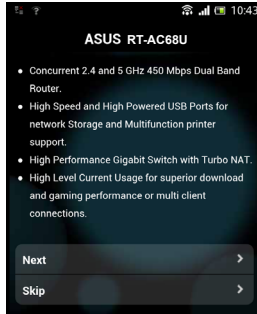 10:43
ASUS RT-AC68U
• Concurrent 2.4 and 5 GHz 450 Mbps Dual Band
Router.
• High Speed and High Powered USB Ports for
network Storage and Multifunction printer
support.
• High Performance Gigabit Switch with Turbo NAT.
• High Level Current Usage for superior download
and gaming performance or multi client
connections.
Next
Skip